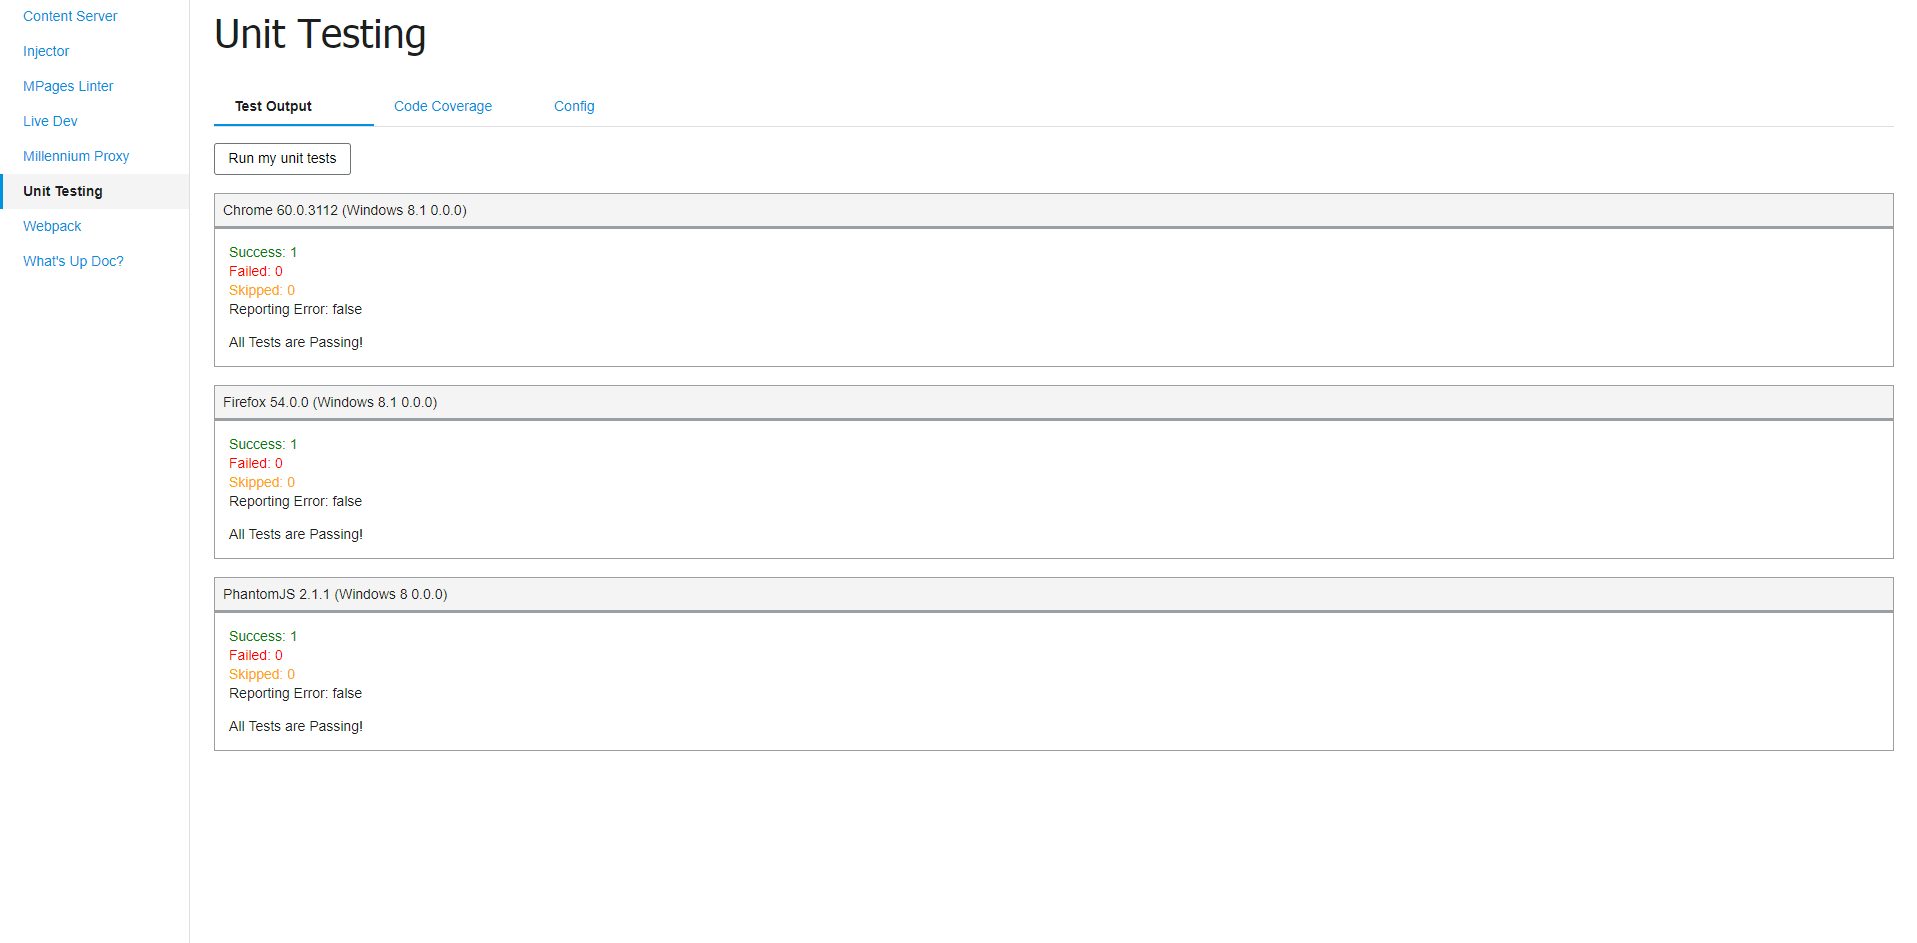 Content Server
Injector
MPages Linter
Live Dev
Millennium Proxy
Unit Testing
Webpack
What's Up Doc?
Unit Testing
Test Output Code Coverage Config
Run my unit tests
Chrome 60.0.3112 (Windows 8.1 0.0.0)
Success: 1
Failed: 0
Skipped: 0
Reporting Error: false
All Tests are Passing!
Firefox 54.0.0 (Windows 8.1 0.0.0)
Success: 1
Failed: 0
Skipped: 0
Reporting Error: false
All Tests are Passing!
PhantomJS 2.1.1 (Windows 8 0.0.0)
Success: 1
Failed: 0
Skipped: 0
Reporting Error: false
All Tests are Passing!